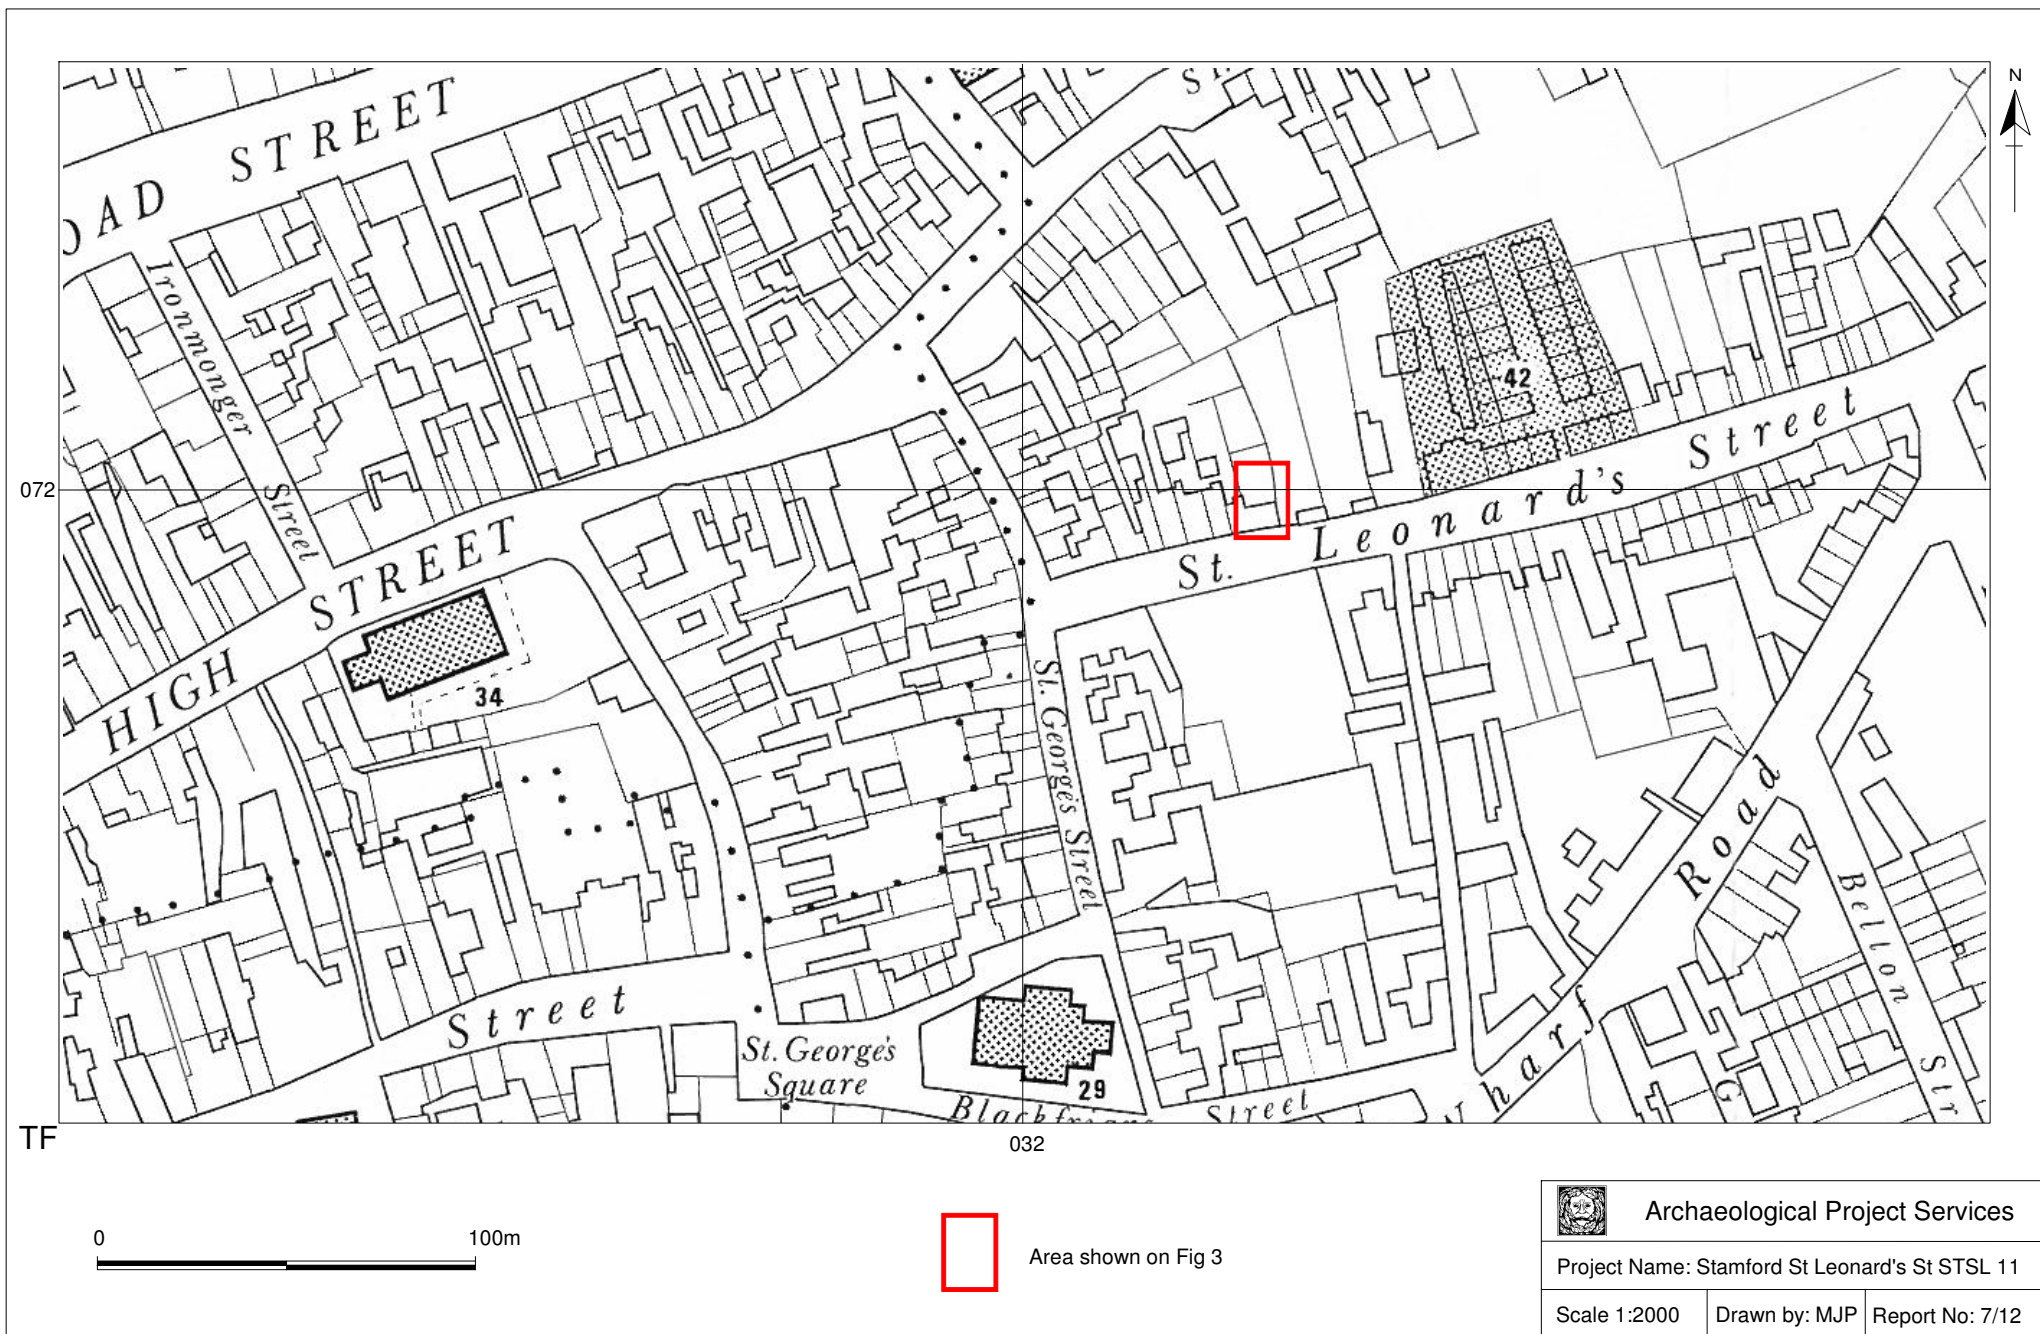 N
OAD STREET
Ironmonger Street
42
St. Leonard's Street
072
HIGH STREET
34
St. George's Street
Road
Street
St. George's
Square
29
Street
Wharf
TF
032
0 100m
Area shown on Fig 3
Archaeological Project Services
Project Name: Stamford St Leonard's St STSL 11
Scale 1:2000
Drawn by: MJP
Report No: 7/12